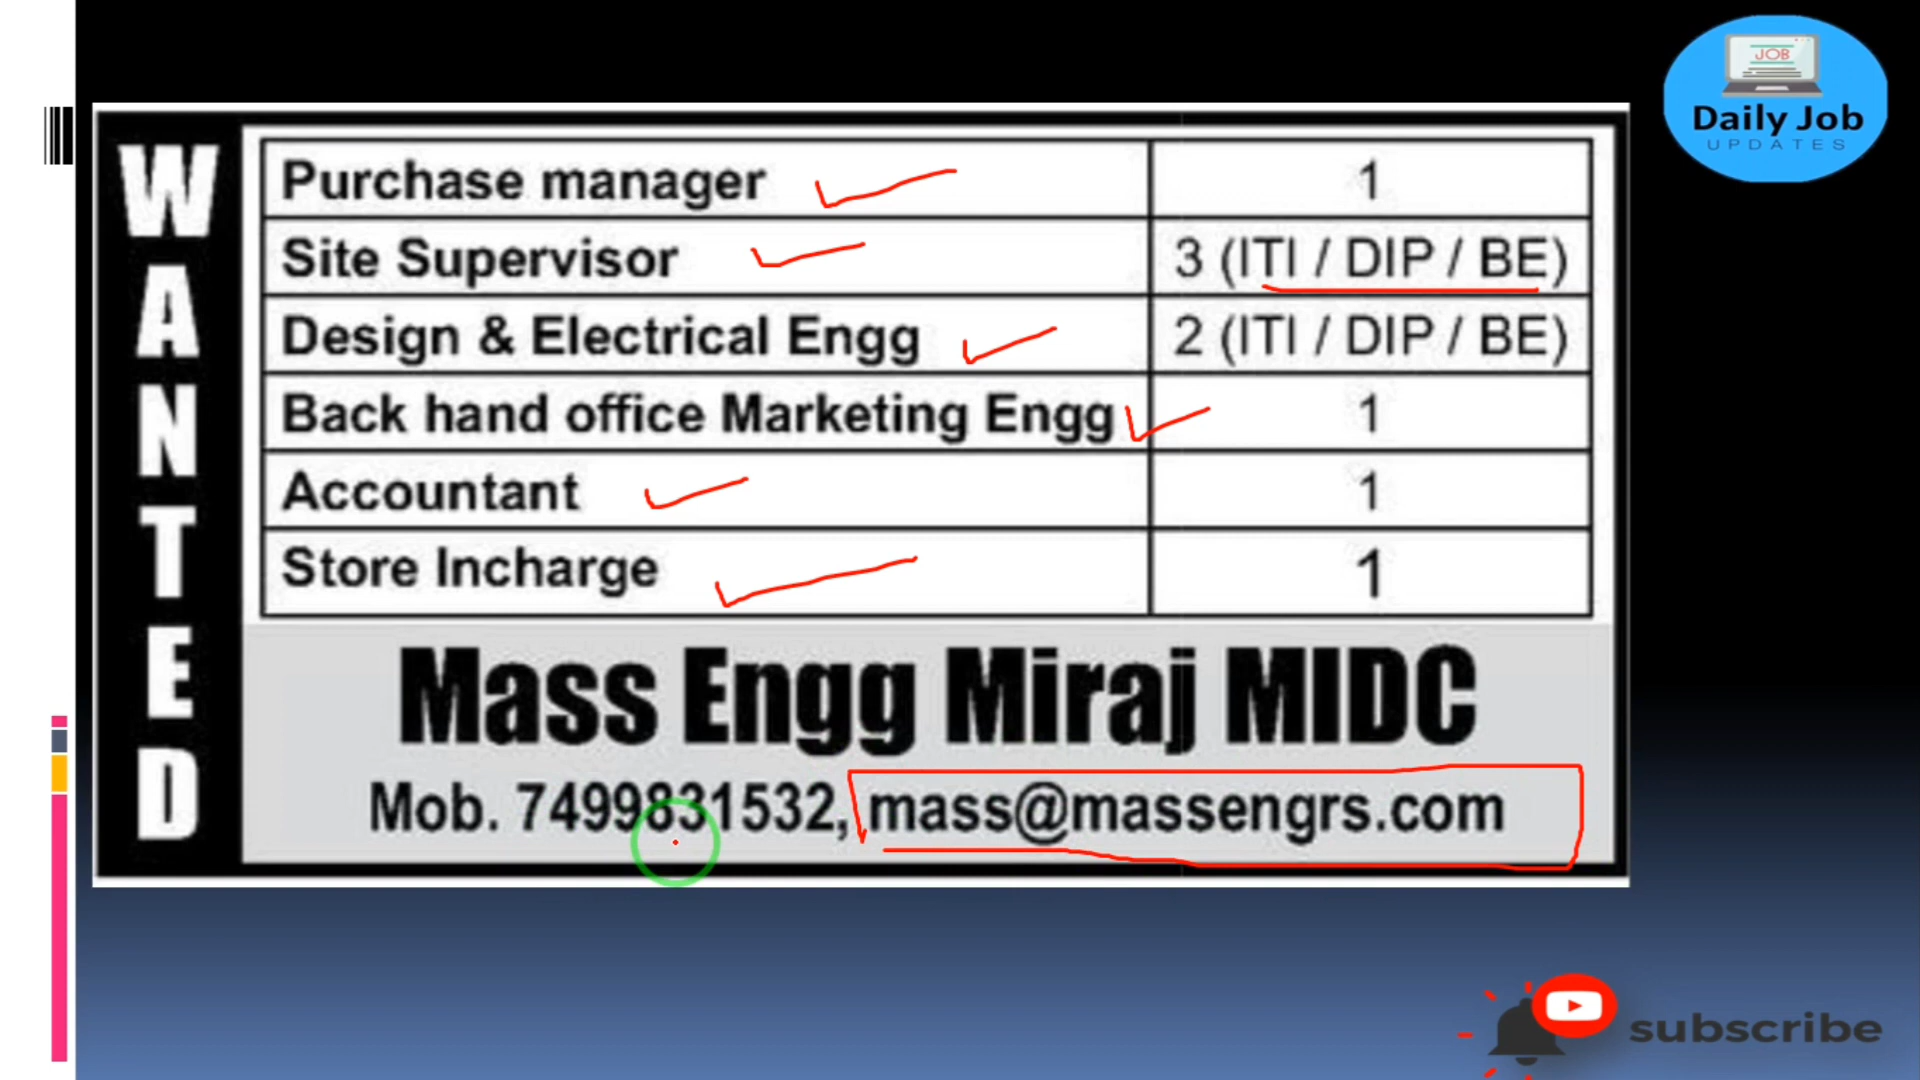 WANTED
Purchase manager 1
Site Supervisor 3 (ITI / DIP / BE)
Design & Electrical Engg 2 (ITI / DIP / BE)
Back hand office Marketing Engg 1
Accountant 1
Store Incharge 1
Mass Engg Miraj MIDC
Mob. 7499831532, mass@massengrs.com
JOB
Daily Job
UPDATES
subscribe